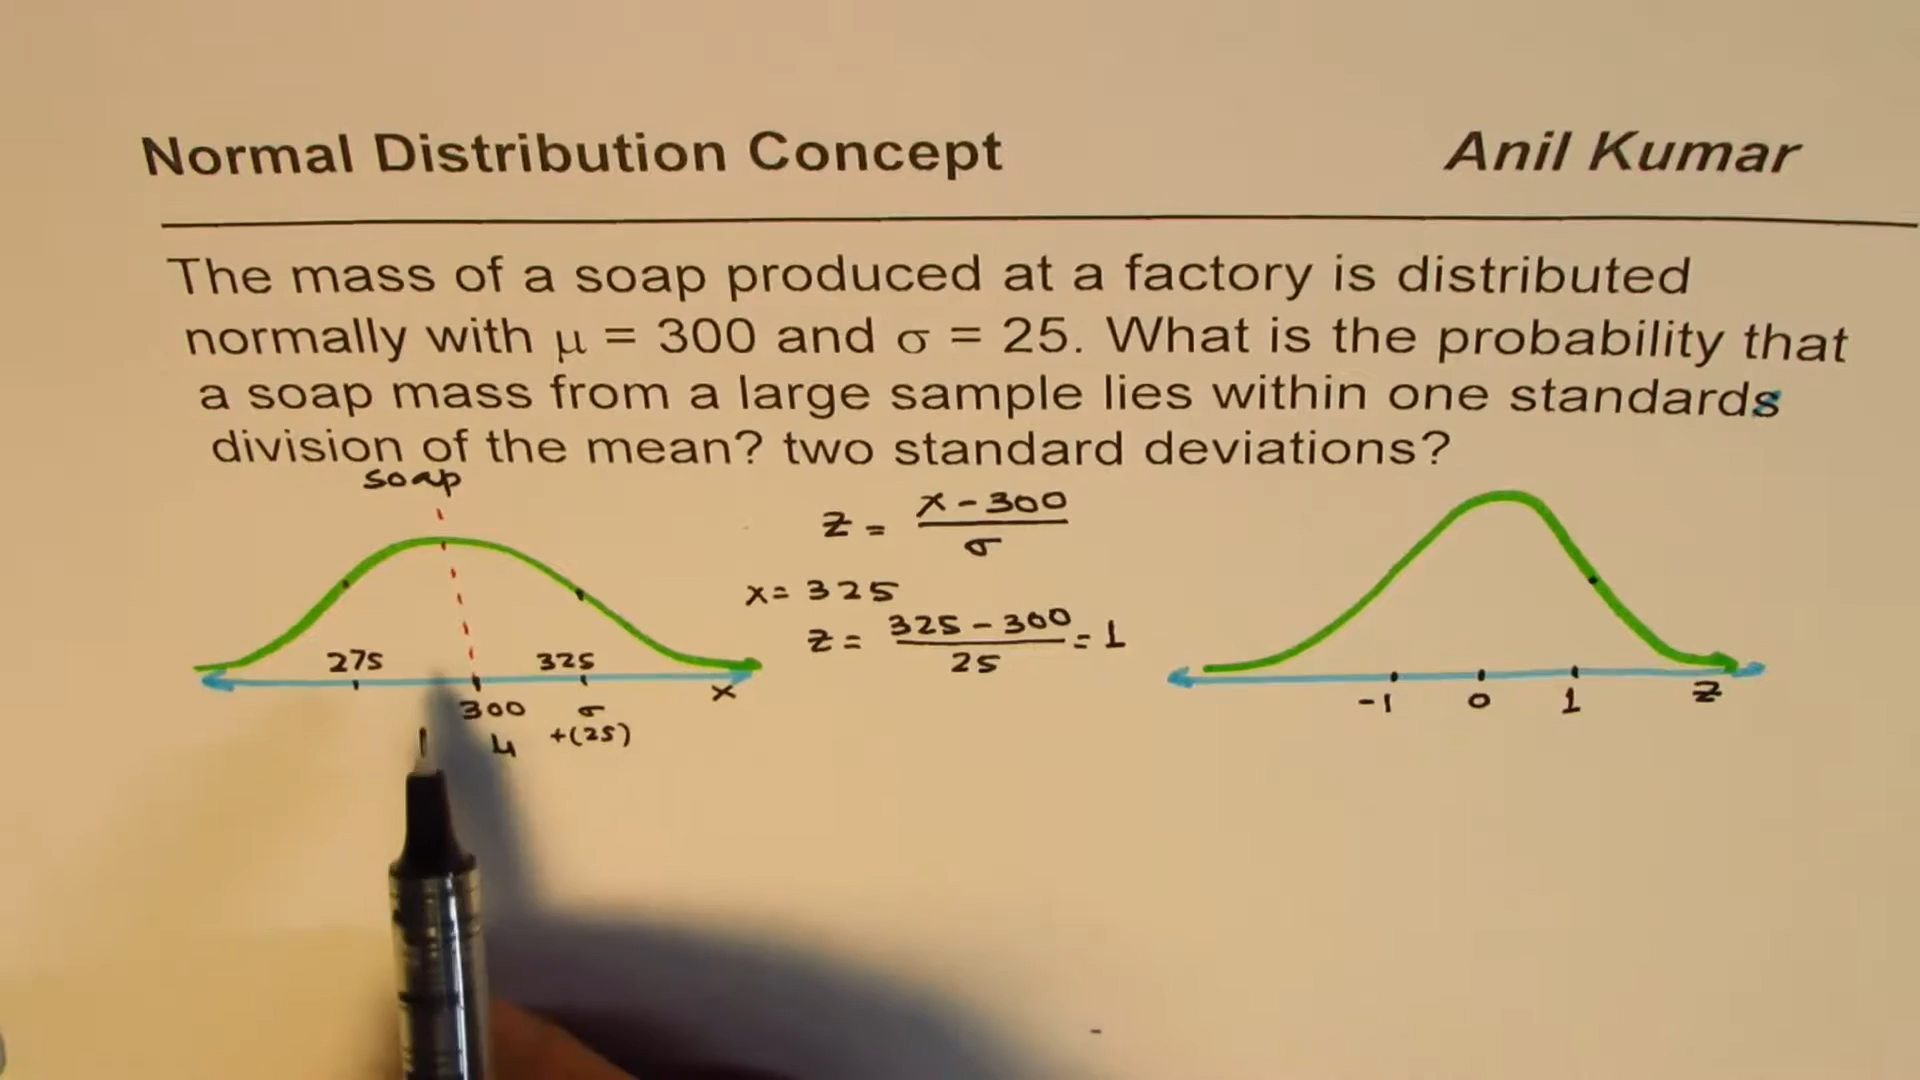 Normal Distribution Concept Anil Kumar
The mass of a soap produced at a factory is distributed
normally with μ = 300 and σ = 25. What is the probability that
a soap mass from a large sample lies within one standards
division of the mean? two standard deviations?
soap
275 325
300 σ x
μ +(25)
z = x - 300 / σ
x = 325
z = 325 - 300 / 25 = 1
-1 0 1 z